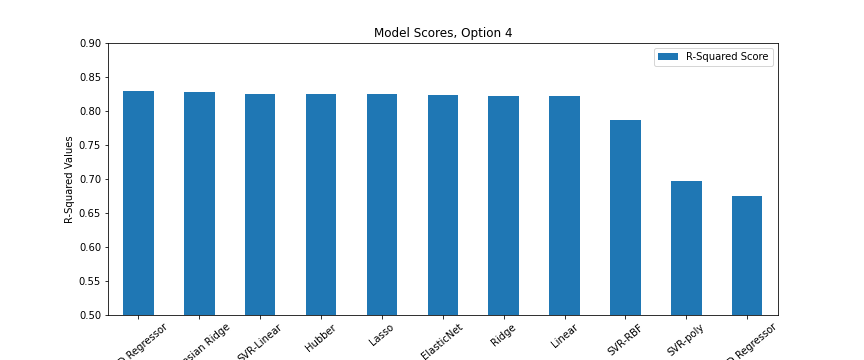 Model Scores, Option 4
R-Squared Score
R-Squared Values
0.90
0.85
0.80
0.75
0.70
0.65
0.60
0.55
0.50
Regressor
Ridge
SVR-Linear
Hubber
Lasso
ElasticNet
Ridge
Linear
SVR-RBF
SVR-poly
Regressor